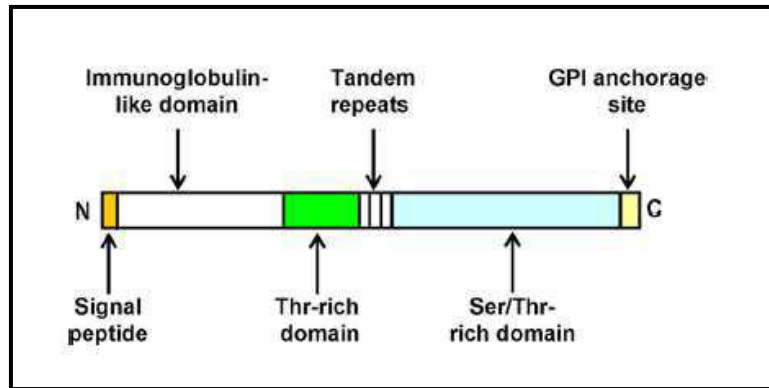 Immunoglobulin-
like domain
Tandem
repeats
GPI anchorage
site
N
C
Signal
peptide
Thr-rich
domain
Ser/Thr-
rich domain